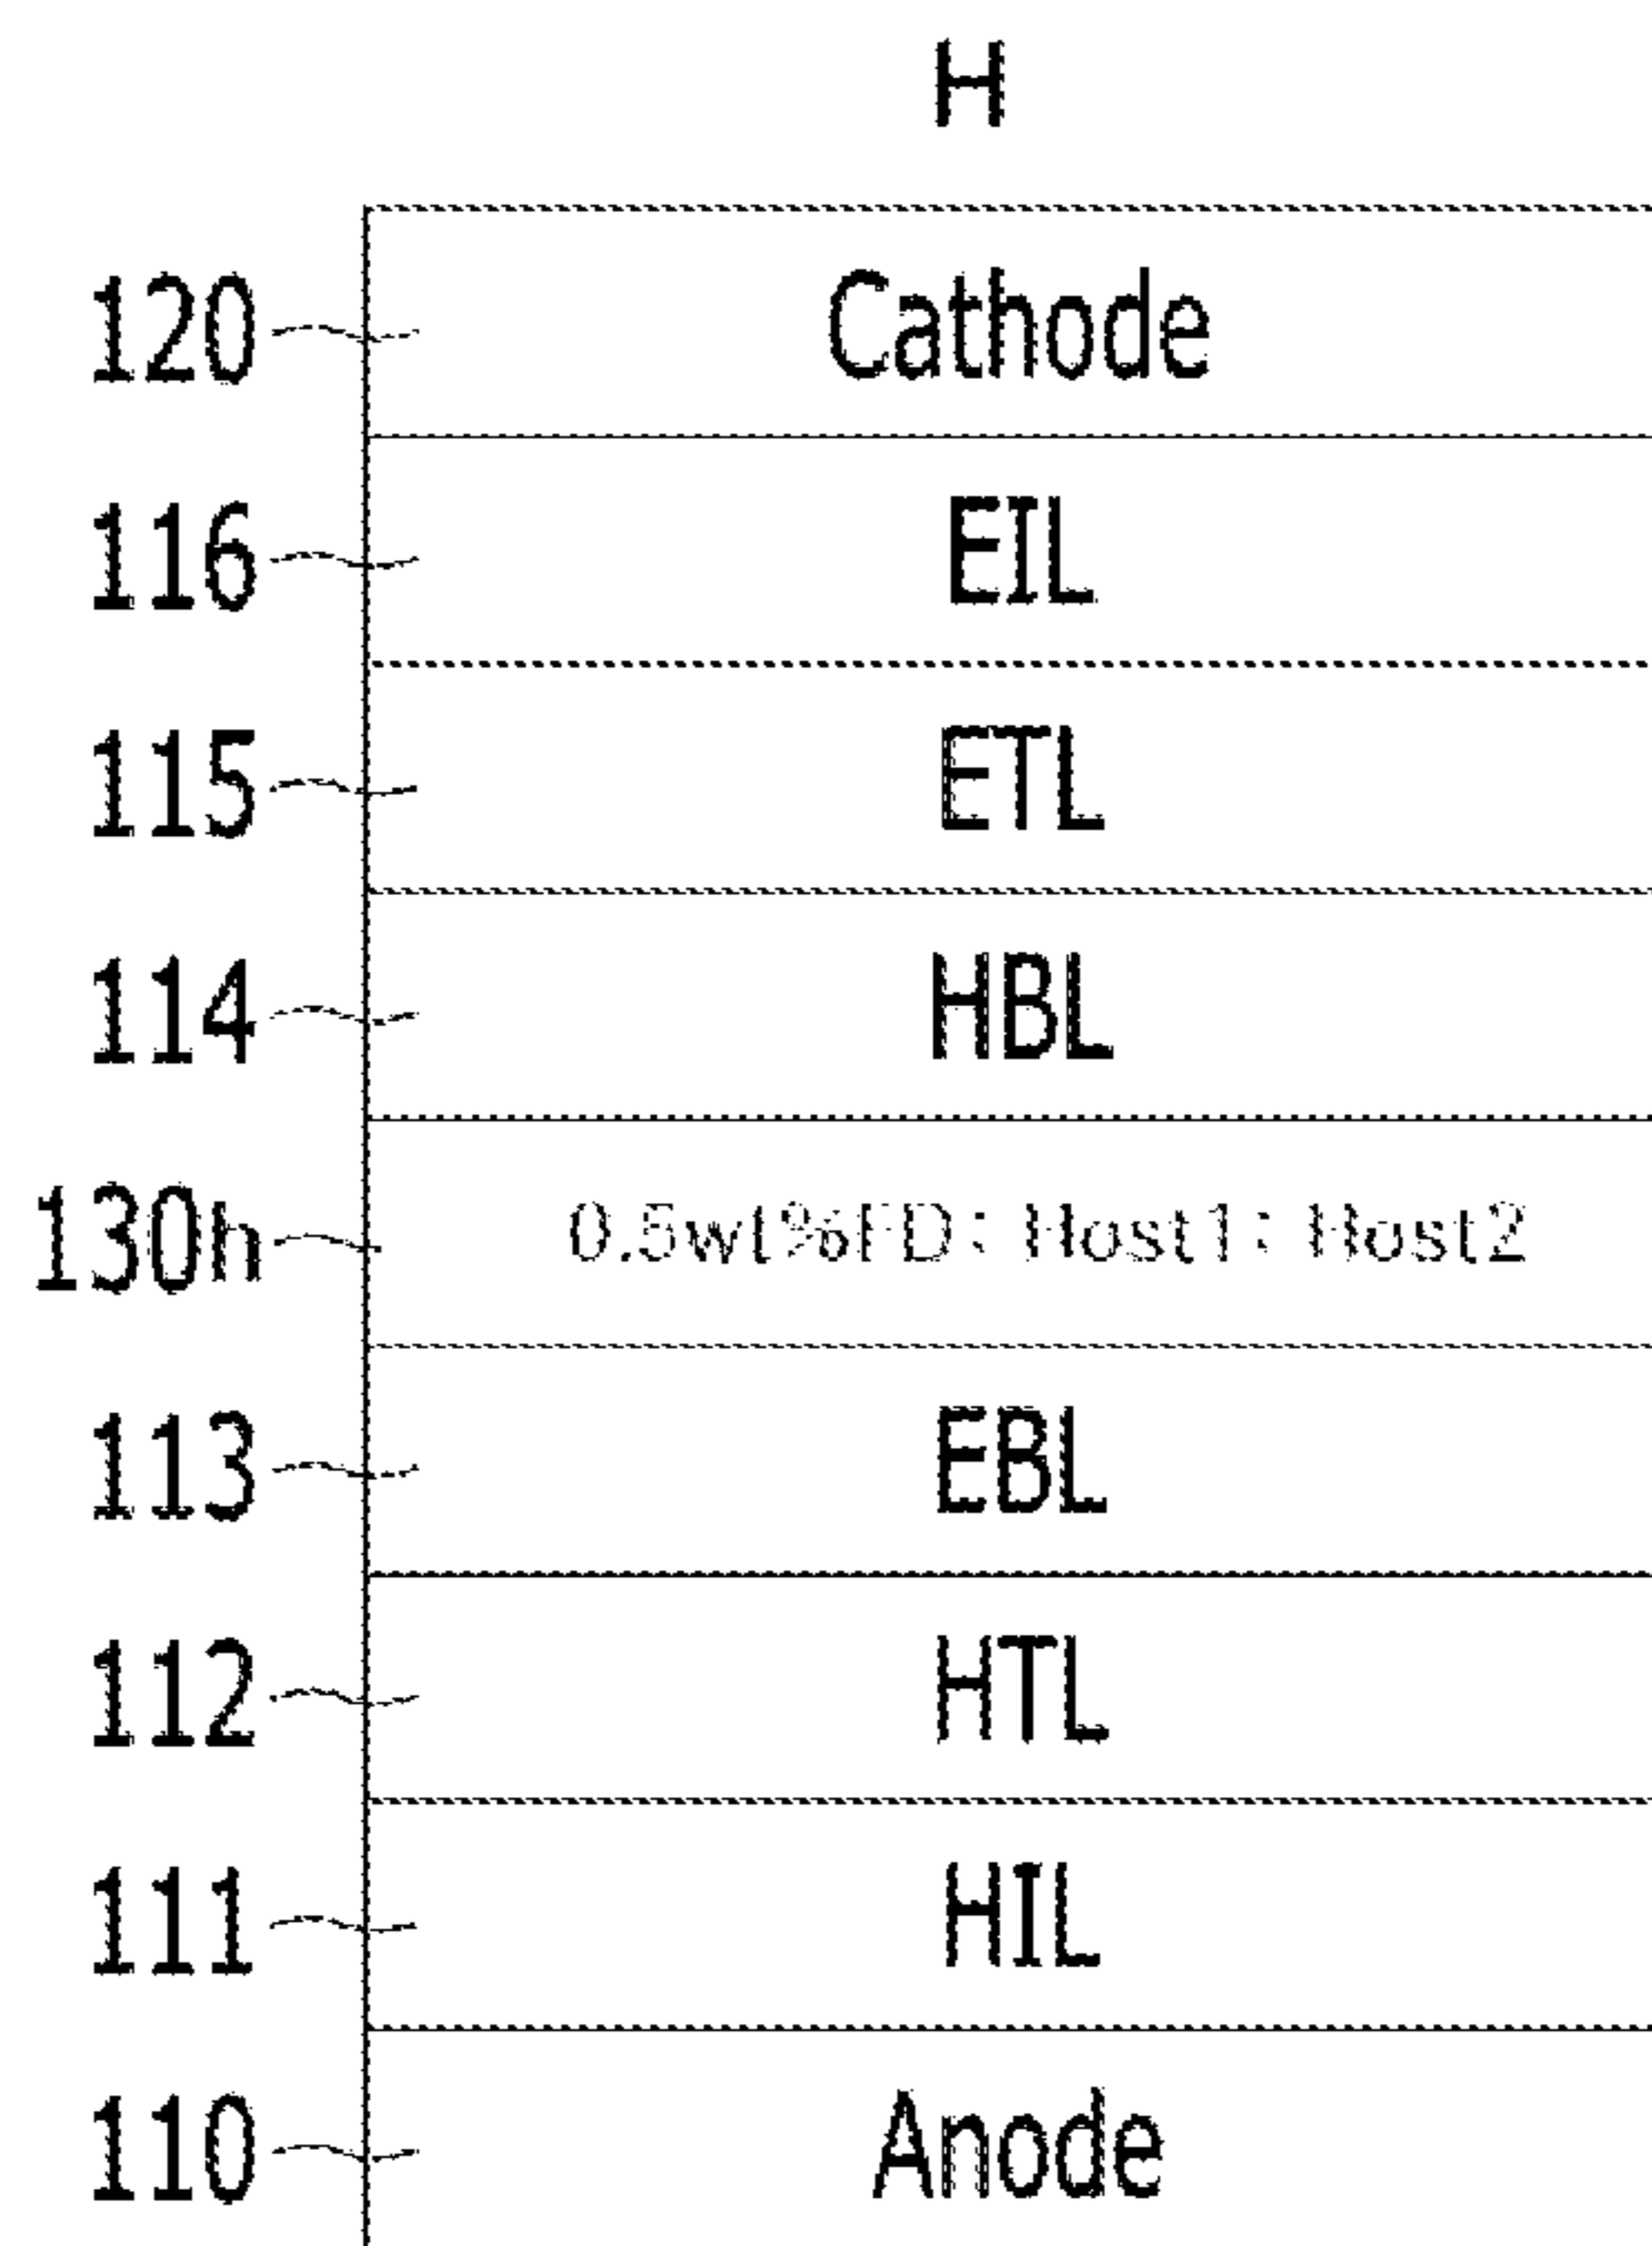 H
120 Cathode
116 EIL
115 ETL
114 HBL
130h 0.5wt%FD: Host1: Host2
113 EBL
112 HTL
111 HIL
110 Anode